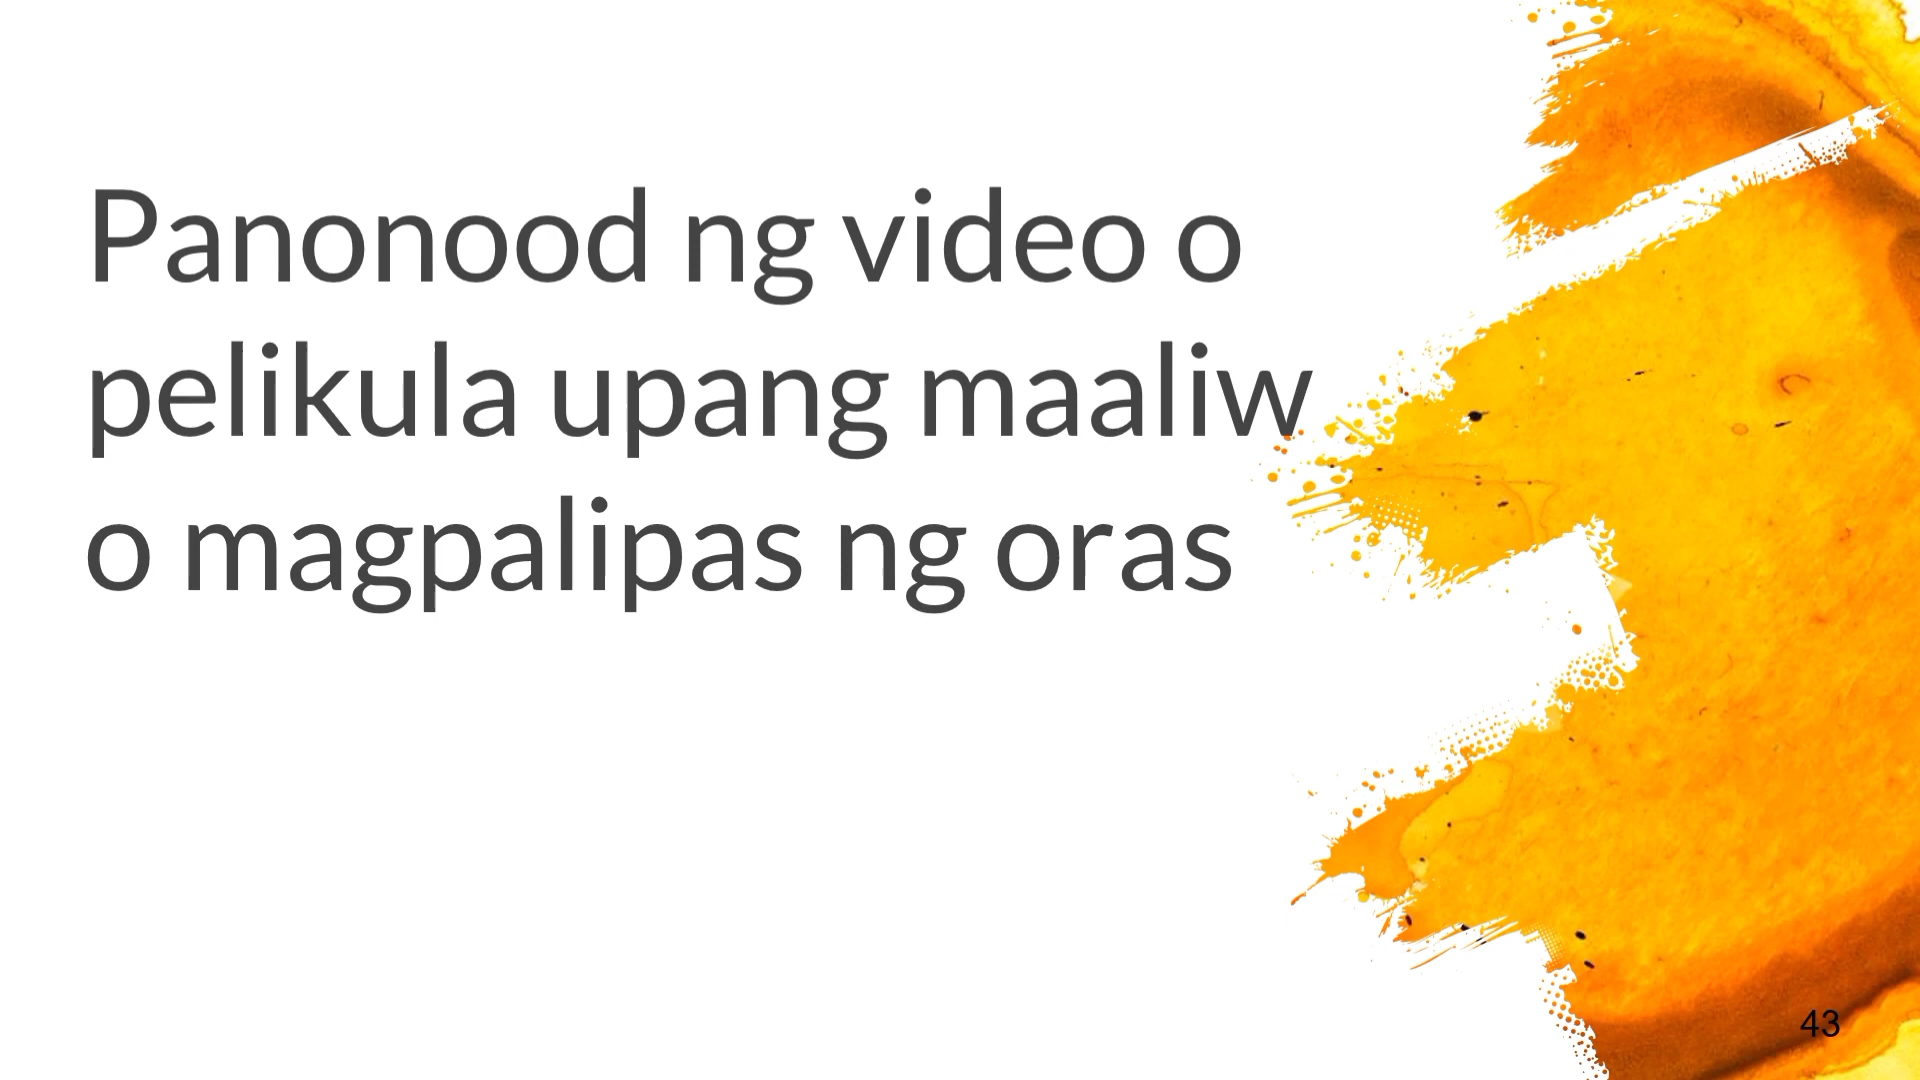 Panonood ng video o
pelikula upang maaliw
o magpalipas ng oras
43